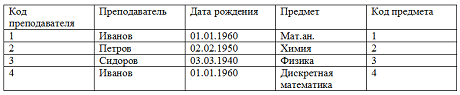 Код преподавателя Преподаватель Дата рождения Предмет Код предмета
1 Иванов 01.01.1960 Мат.ан. 1
2 Петров 02.02.1950 Химия 2
3 Сидоров 03.03.1940 Физика 3
4 Иванов 01.01.1960 Дискретная математика 4